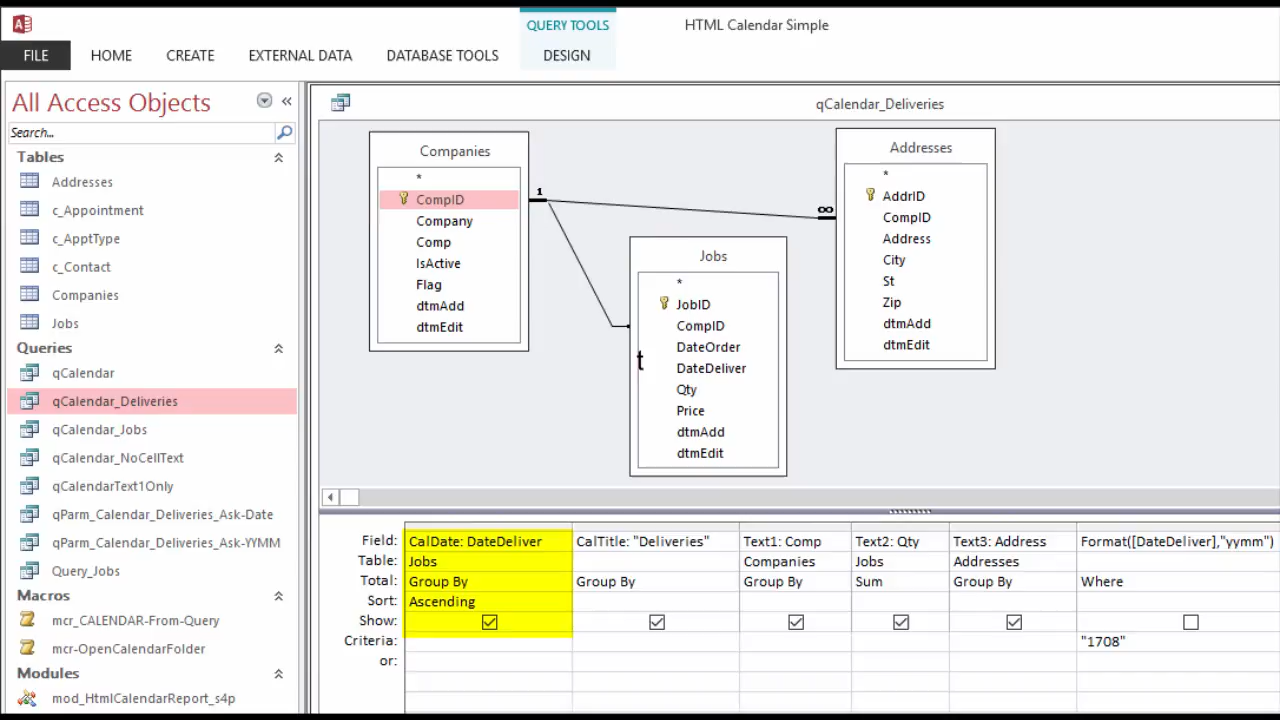 QUERY TOOLS
HTML Calendar Simple
FILE HOME CREATE EXTERNAL DATA DATABASE TOOLS DESIGN
All Access Objects
Search...
Tables
Addresses
c_Appointment
c_ApptType
c_Contact
Companies
Jobs
Queries
qCalendar
qCalendar_Deliveries
qCalendar_Jobs
qCalendar_NoCellText
qCalendarText1Only
qParm_Calendar_Deliveries_Ask-Date
qParm_Calendar_Deliveries_Ask-YYMM
Query_Jobs
Macros
mcr_CALENDAR-From-Query
mcr-OpenCalendarFolder
Modules
mod_HtmlCalendarReport_s4p
qCalendar_Deliveries
Companies
*
CompID
Company
Comp
IsActive
Flag
dtmAdd
dtmEdit
1
∞
Jobs
*
JobID
CompID
DateOrder
DateDeliver
Qty
Price
dtmAdd
dtmEdit
t
Addresses
*
AddrID
CompID
Address
City
St
Zip
dtmAdd
dtmEdit
Field: CalDate: DateDeliver CalTitle: "Deliveries" Text1: Comp Text2: Qty Text3: Address Format([DateDeliver],"yymm")
Table: Jobs Companies Jobs Addresses
Total: Group By Group By Group By Sum Group By Where
Sort: Ascending
Show:
Criteria: "1708"
or: